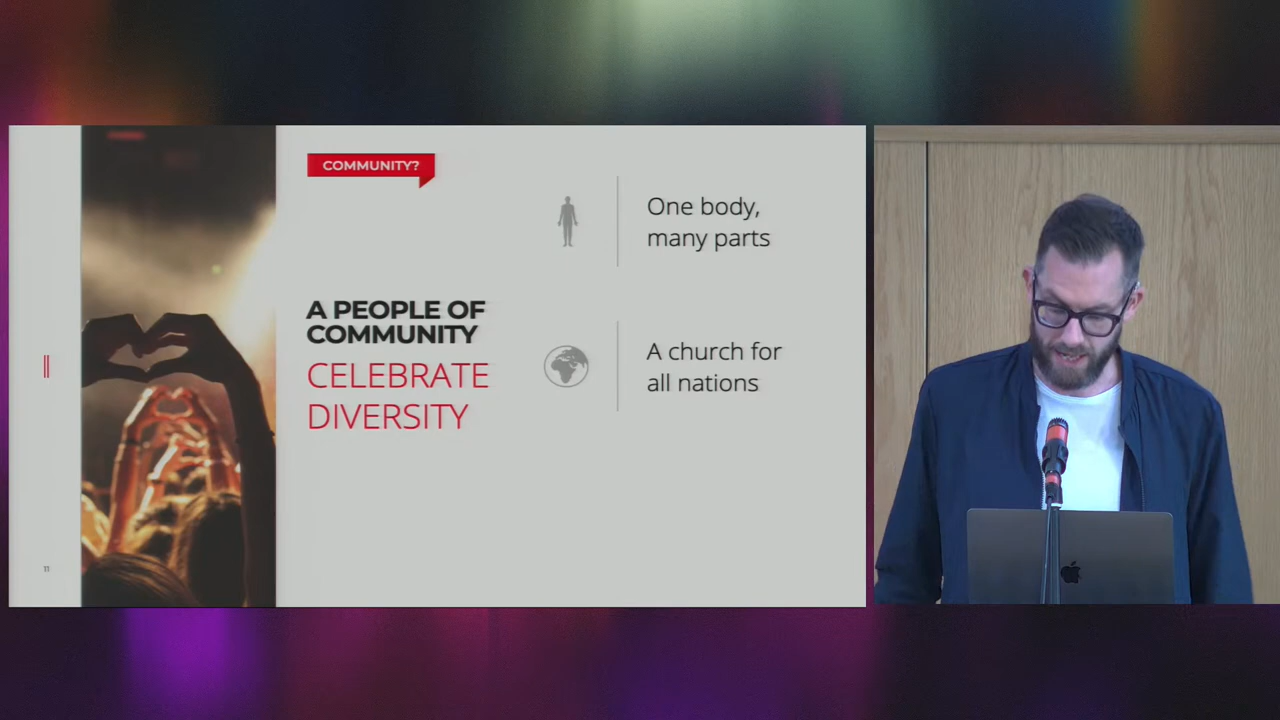 COMMUNITY?
A PEOPLE OF
COMMUNITY
CELEBRATE
DIVERSITY
One body,
many parts
A church for
all nations
11